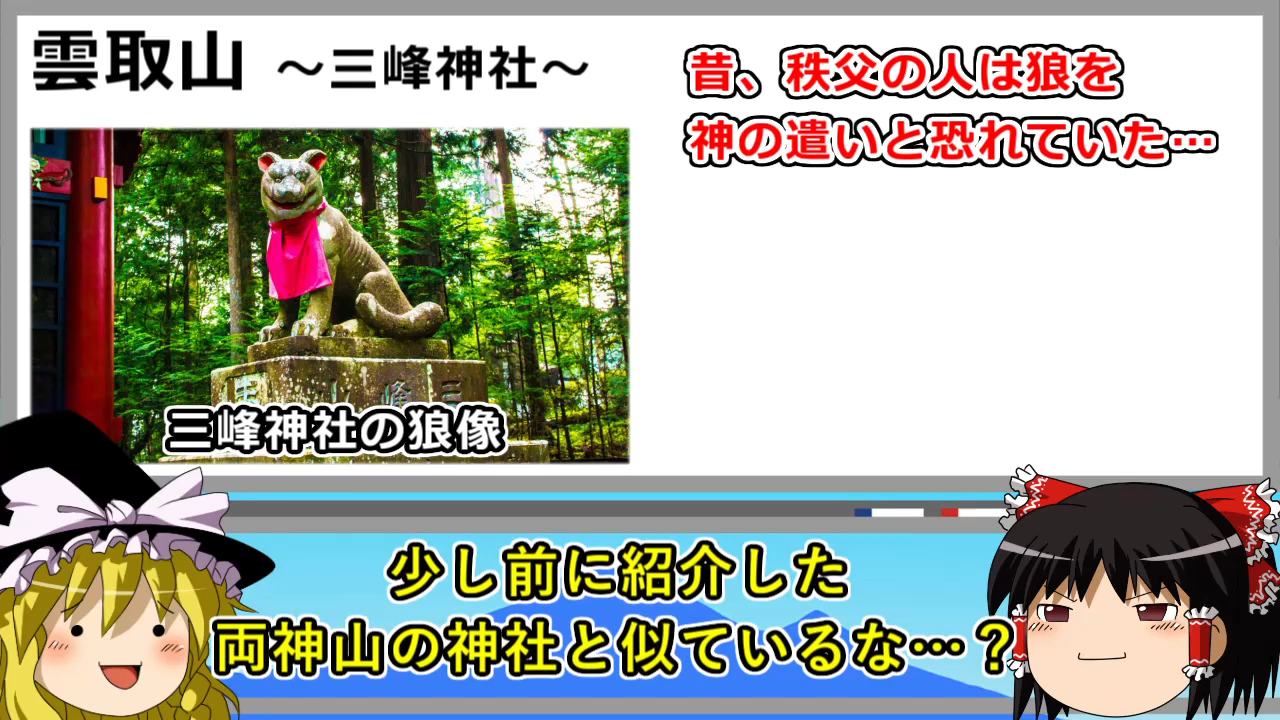 雲取山 ～三峰神社～
昔、秩父の人は狼を
神の遣いと恐れていた…
三峰神社の狼像
少し前に紹介した
両神山の神社と似ているな…？